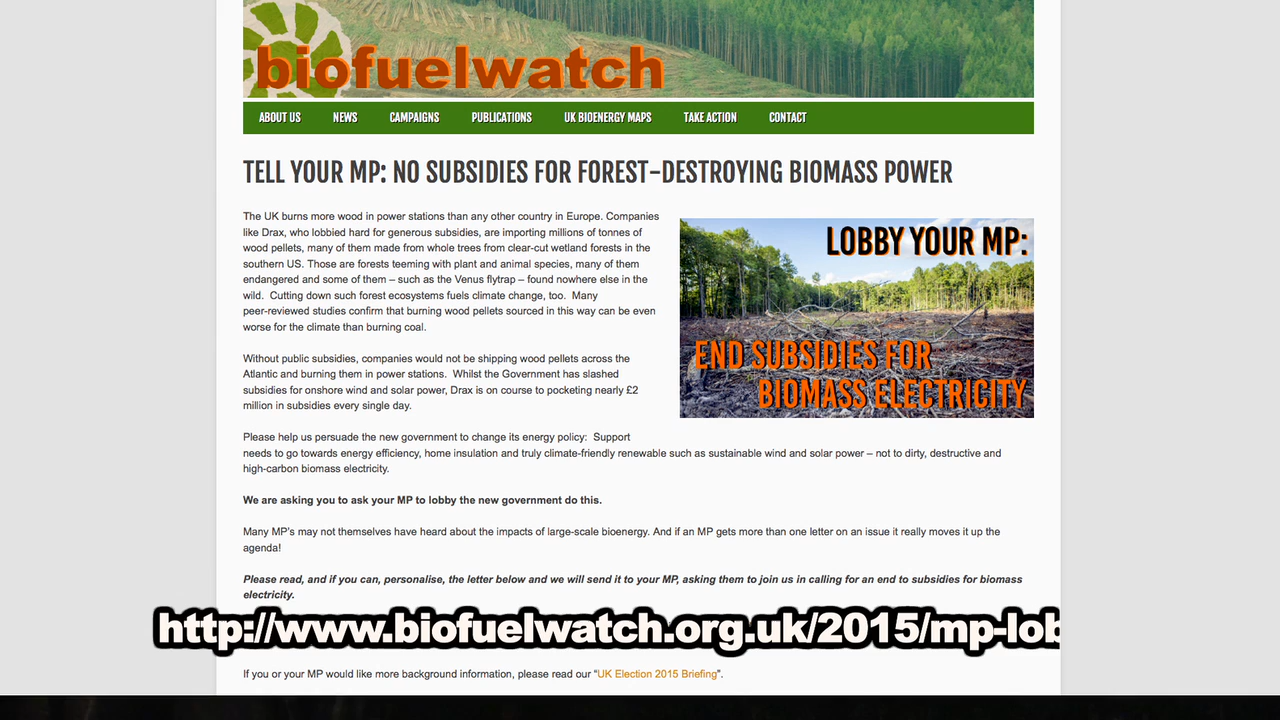 biofuelwatch
ABOUT US NEWS CAMPAIGNS PUBLICATIONS UK BIOENERGY MAPS TAKE ACTION CONTACT
TELL YOUR MP: NO SUBSIDIES FOR FOREST-DESTROYING BIOMASS POWER
The UK burns more wood in power stations than any other country in Europe. Companies
like Drax, who lobbied hard for generous subsidies, are importing millions of tonnes of
wood pellets, many of them made from whole trees from clear-cut wetland forests in the
southern US. Those are forests teeming with plant and animal species, many of them
endangered and some of them – such as the Venus flytrap – found nowhere else in the
wild.  Cutting down such forest ecosystems fuels climate change, too.  Many
peer-reviewed studies confirm that burning wood pellets sourced in this way can be even
worse for the climate than burning coal.
LOBBY YOUR MP:
END SUBSIDIES FOR
BIOMASS ELECTRICITY
Without public subsidies, companies would not be shipping wood pellets across the
Atlantic and burning them in power stations.  Whilst the Government has slashed
subsidies for onshore wind and solar power, Drax is on course to pocketing nearly £2
million in subsidies every single day.
Please help us persuade the new government to change its energy policy:  Support
needs to go towards energy efficiency, home insulation and truly climate-friendly renewable such as sustainable wind and solar power – not to dirty, destructive and
high-carbon biomass electricity.
We are asking you to ask your MP to lobby the new government do this.
Many MP's may not themselves have heard about the impacts of large-scale bioenergy. And if an MP gets more than one letter on an issue it really moves it up the
agenda!
Please read, and if you can, personalise, the letter below and we will send it to your MP, asking them to join us in calling for an end to subsidies for biomass
electricity.
http://www.biofuelwatch.org.uk/2015/mp-lob
If you or your MP would like more background information, please read our “UK Election 2015 Briefing”.